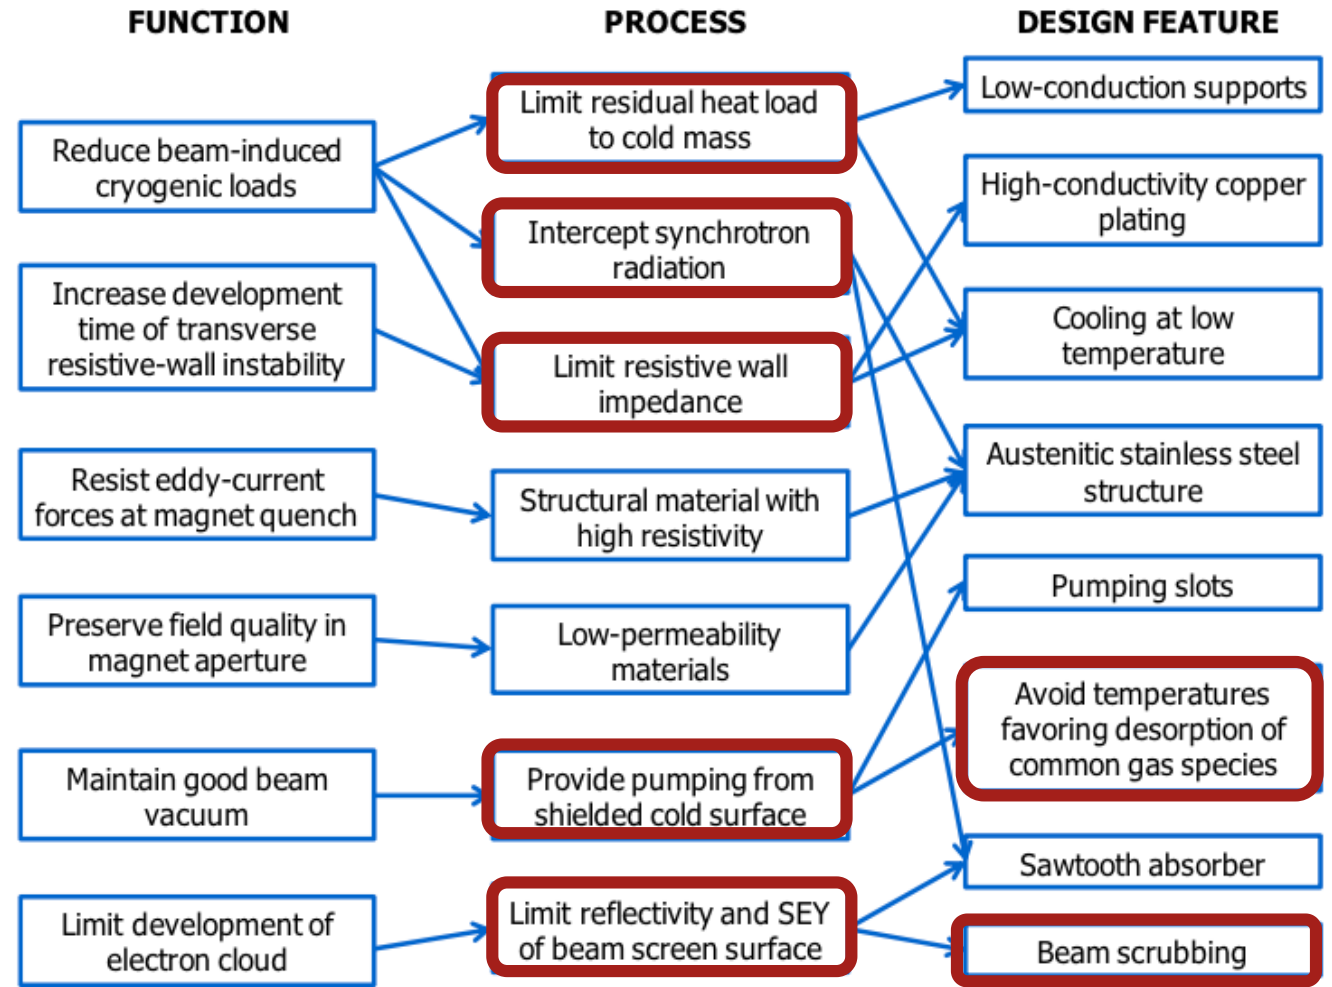 FUNCTION
PROCESS
DESIGN FEATURE
Reduce beam-induced
cryogenic loads
Increase development
time of transverse
resistive-wall instability
Resist eddy-current
forces at magnet quench
Preserve field quality in
magnet aperture
Maintain good beam
vacuum
Limit development of
electron cloud
Limit residual heat load
to cold mass
Intercept synchrotron
radiation
Limit resistive wall
impedance
Structural material with
high resistivity
Low-permeability
materials
Provide pumping from
shielded cold surface
Limit reflectivity and SEY
of beam screen surface
Low-conduction supports
High-conductivity copper
plating
Cooling at low
temperature
Austenitic stainless steel
structure
Pumping slots
Avoid temperatures
favoring desorption of
common gas species
Sawtooth absorber
Beam scrubbing